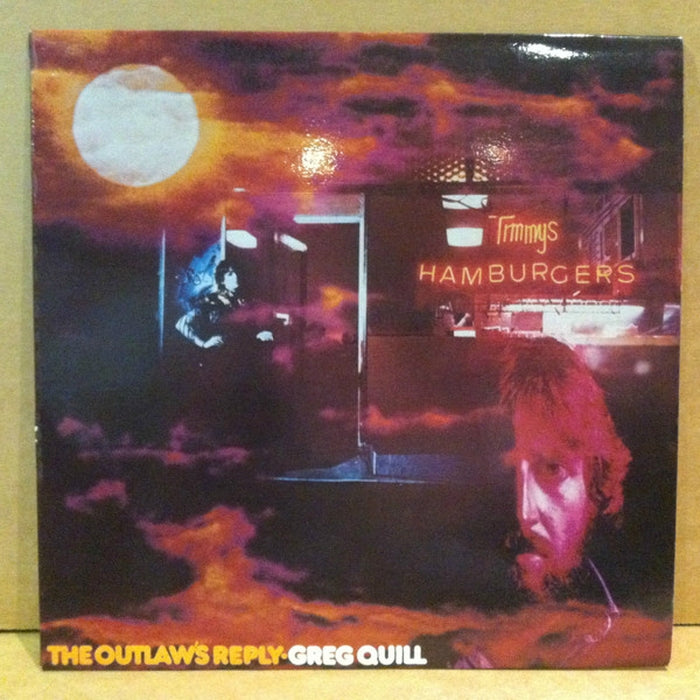 Timmys
HAMBURGERS
THE OUTLAW'S REPLY·GREG QUILL